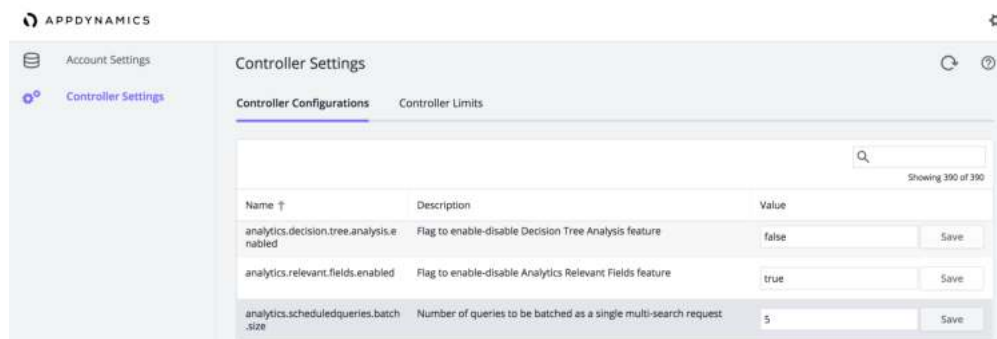 APPDYNAMICS
Account Settings
Controller Settings
Controller Settings
Controller Configurations
Controller Limits
Showing 390 of 390
Name ↑
Description
Value
analytics.decision.tree.analysis.e
nabled
Flag to enable-disable Decision Tree Analysis feature
false
Save
analytics.relevant.fields.enabled
Flag to enable-disable Analytics Relevant Fields feature
true
Save
analytics.scheduledqueries.batch
.size
Number of queries to be batched as a single multi-search request
5
Save